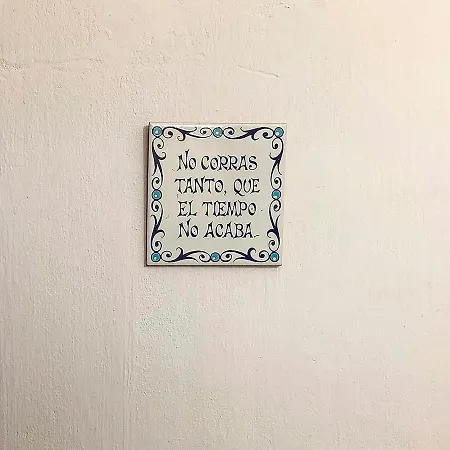 No CORRAS
TANTO, QUE
EL TIEMPO
No ACABA.